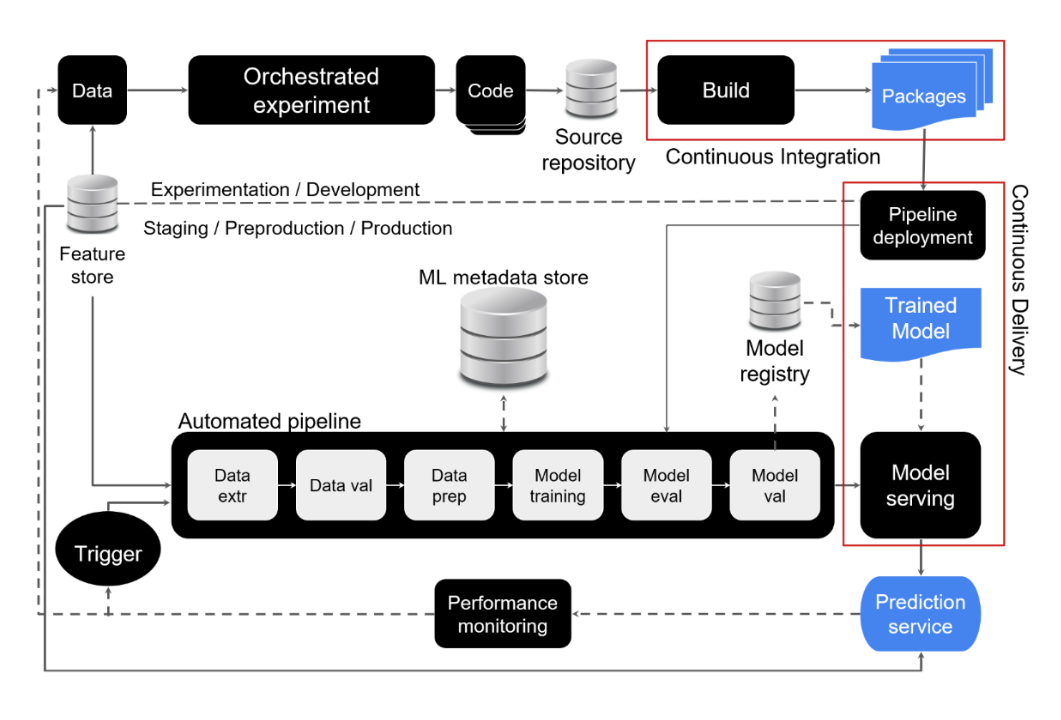 Data
Orchestrated
experiment
Code
Source
repository
Build
Packages
Continuous Integration
Experimentation / Development
Staging / Preproduction / Production
Feature
store
Pipeline
deployment
Continuous Delivery
ML metadata store
Model
registry
Trained
Model
Automated pipeline
Data
extr
Data val
Data
prep
Model
training
Model
eval
Model
val
Model
serving
Trigger
Performance
monitoring
Prediction
service